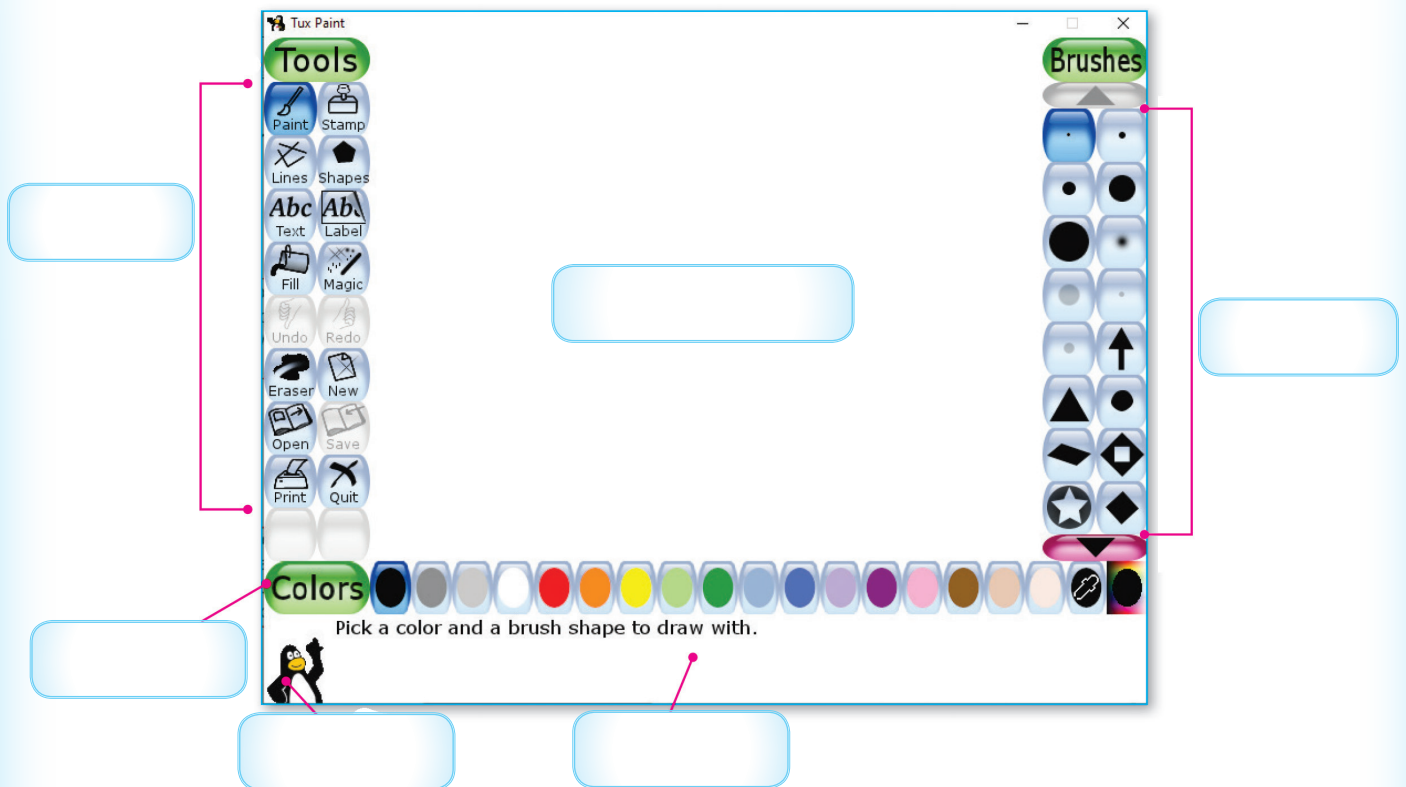 Tux Paint
Tools
Brushes
Paint Stamp
Lines Shapes
Abc Abc
Text Label
Fill Magic
Undo Redo
Eraser New
Open Save
Print Quit
Colors
Pick a color and a brush shape to draw with.